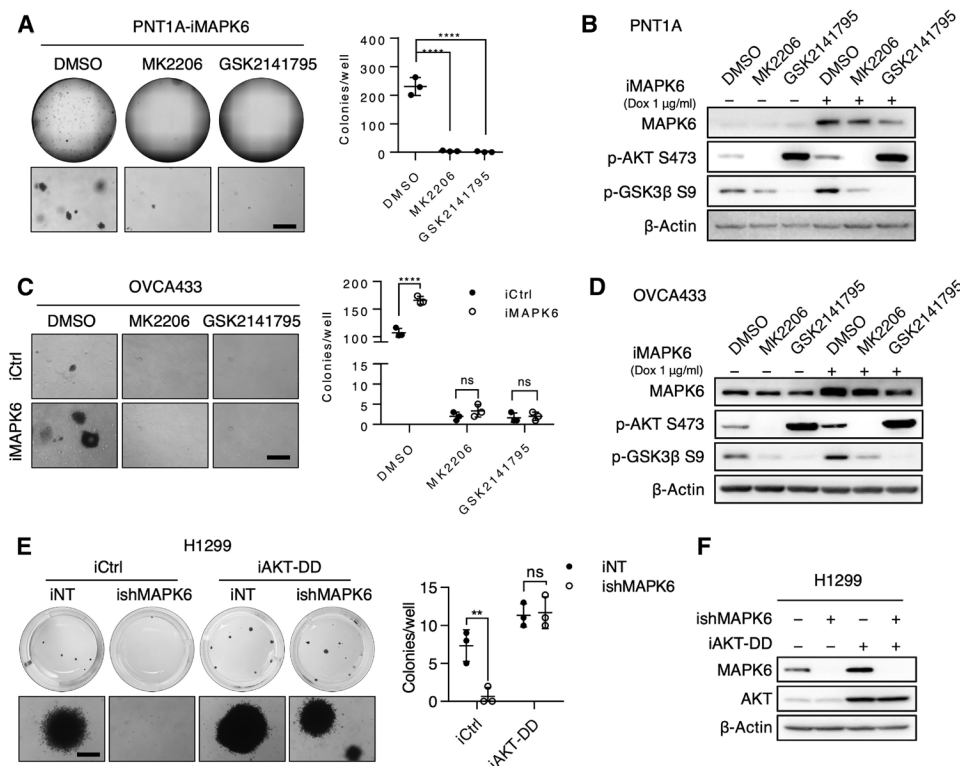 A
PNT1A-iMAPK6
DMSO MK2206 GSK2141795
Colonies/well
400
300
200
100
0
****
****
DMSO
MK2206
GSK2141795
B
PNT1A
DMSO MK2206 GSK2141795 DMSO MK2206 GSK2141795
iMAPK6 – – – + + +
(Dox 1 µg/ml)
MAPK6
p-AKT S473
p-GSK3β S9
β-Actin
C
OVCA433
DMSO MK2206 GSK2141795
iCtrl
iMAPK6
Colonies/well
200
150
100
15
10
5
0
****
ns
ns
iCtrl
iMAPK6
DMSO
MK2206
GSK2141795
D
OVCA433
DMSO MK2206 GSK2141795 DMSO MK2206 GSK2141795
iMAPK6 – – – + + +
(Dox 1 µg/ml)
MAPK6
p-AKT S473
p-GSK3β S9
β-Actin
E
H1299
iCtrl iAKT-DD
iNT ishMAPK6 iNT ishMAPK6
Colonies/well
15
10
5
0
**
ns
iNT
ishMAPK6
iCtrl
iAKT-DD
F
H1299
ishMAPK6 – + – +
iAKT-DD – – + +
MAPK6
AKT
β-Actin